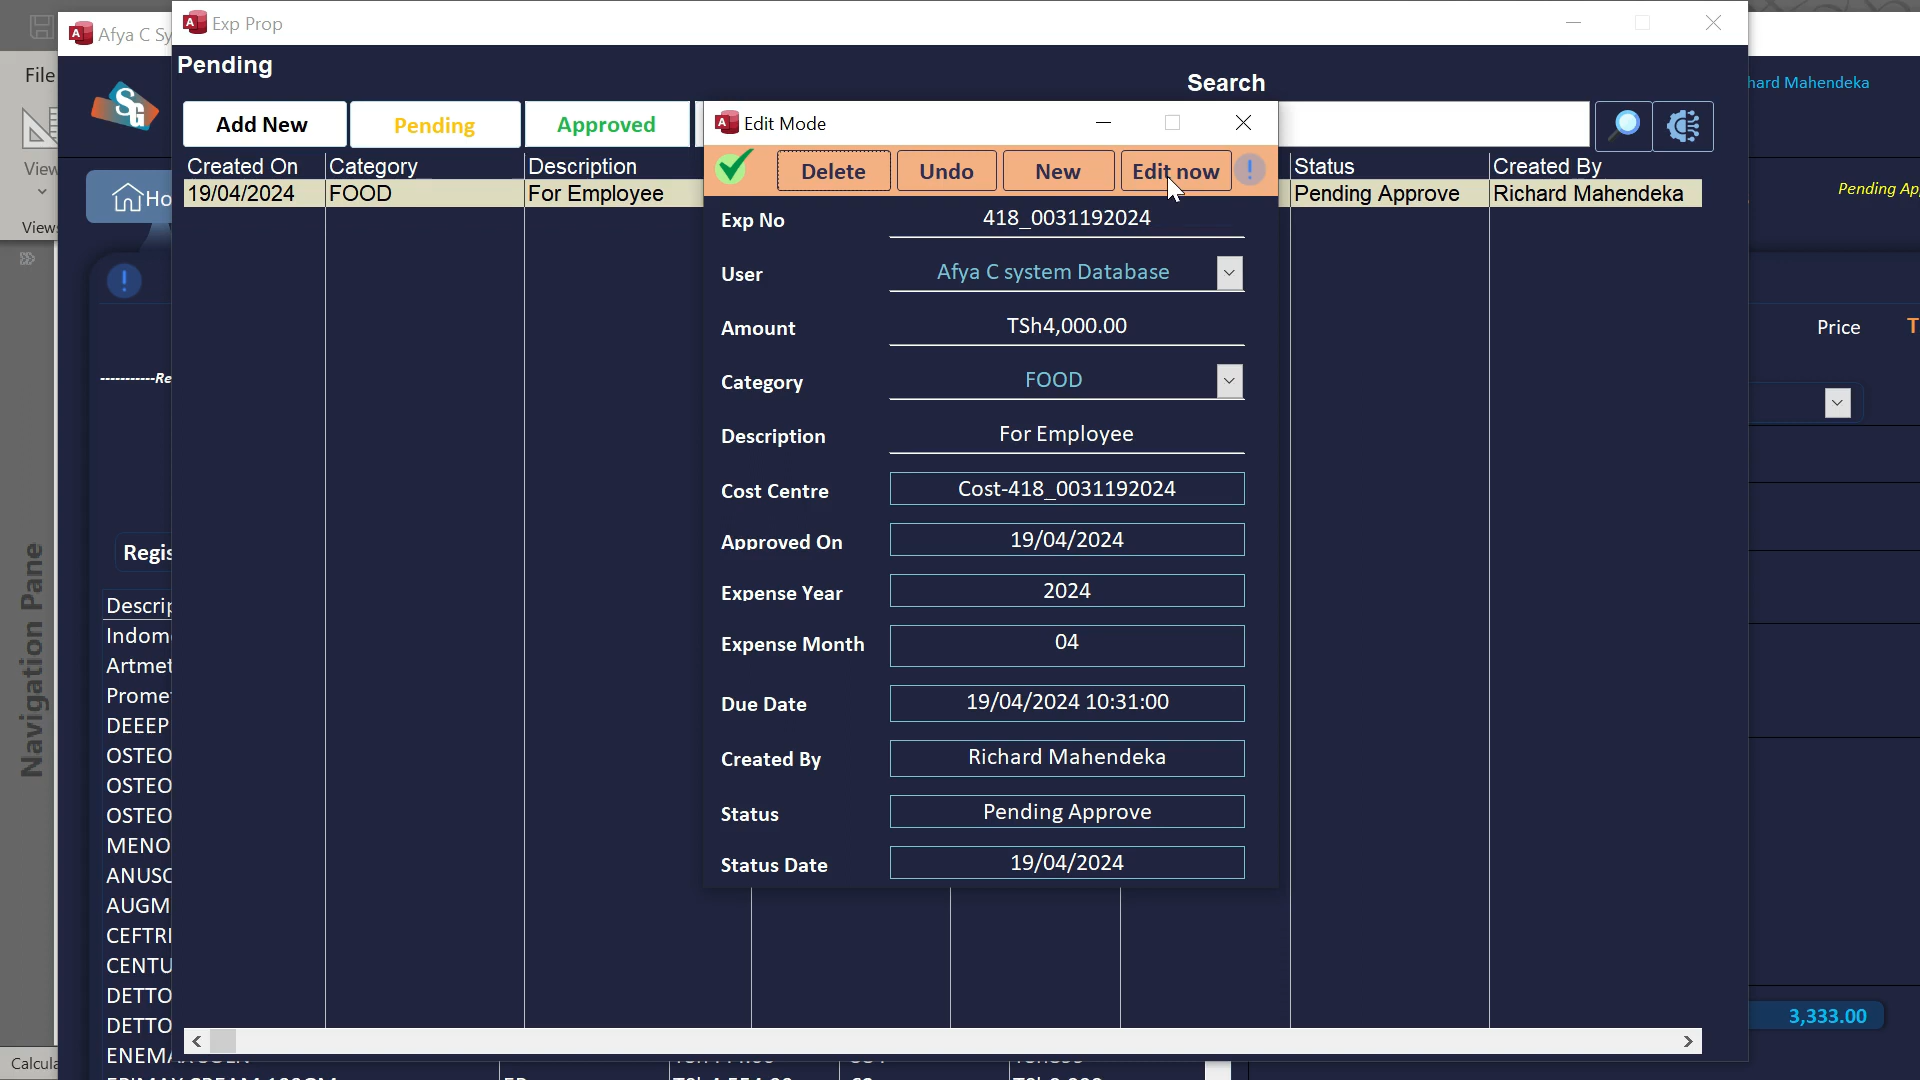 Afya C Sy
Exp Prop
File
Pending
Search
hard Mahendeka
Add New
Pending
Approved
Edit Mode
View
Views
Ho
Delete
Undo
New
Edit now
Created On
Category
Description
Status
Created By
19/04/2024
FOOD
For Employee
Pending Approve
Richard Mahendeka
Pending Ap
Exp No
418_0031192024
User
Afya C system Database
Amount
TSh4,000.00
Price
T
-----------Re
Category
FOOD
Description
For Employee
Cost Centre
Cost-418_0031192024
Approved On
19/04/2024
Expense Year
2024
Expense Month
04
Due Date
19/04/2024 10:31:00
Created By
Richard Mahendeka
Status
Pending Approve
Status Date
19/04/2024
Navigation Pane
Regis
Descrip
Indom
Artmet
Promet
DEEEP
OSTEO
OSTEO
OSTEO
MENO
ANUSO
AUGM
CEFTRI
CENTU
DETTO
DETTO
3,333.00
Calcula